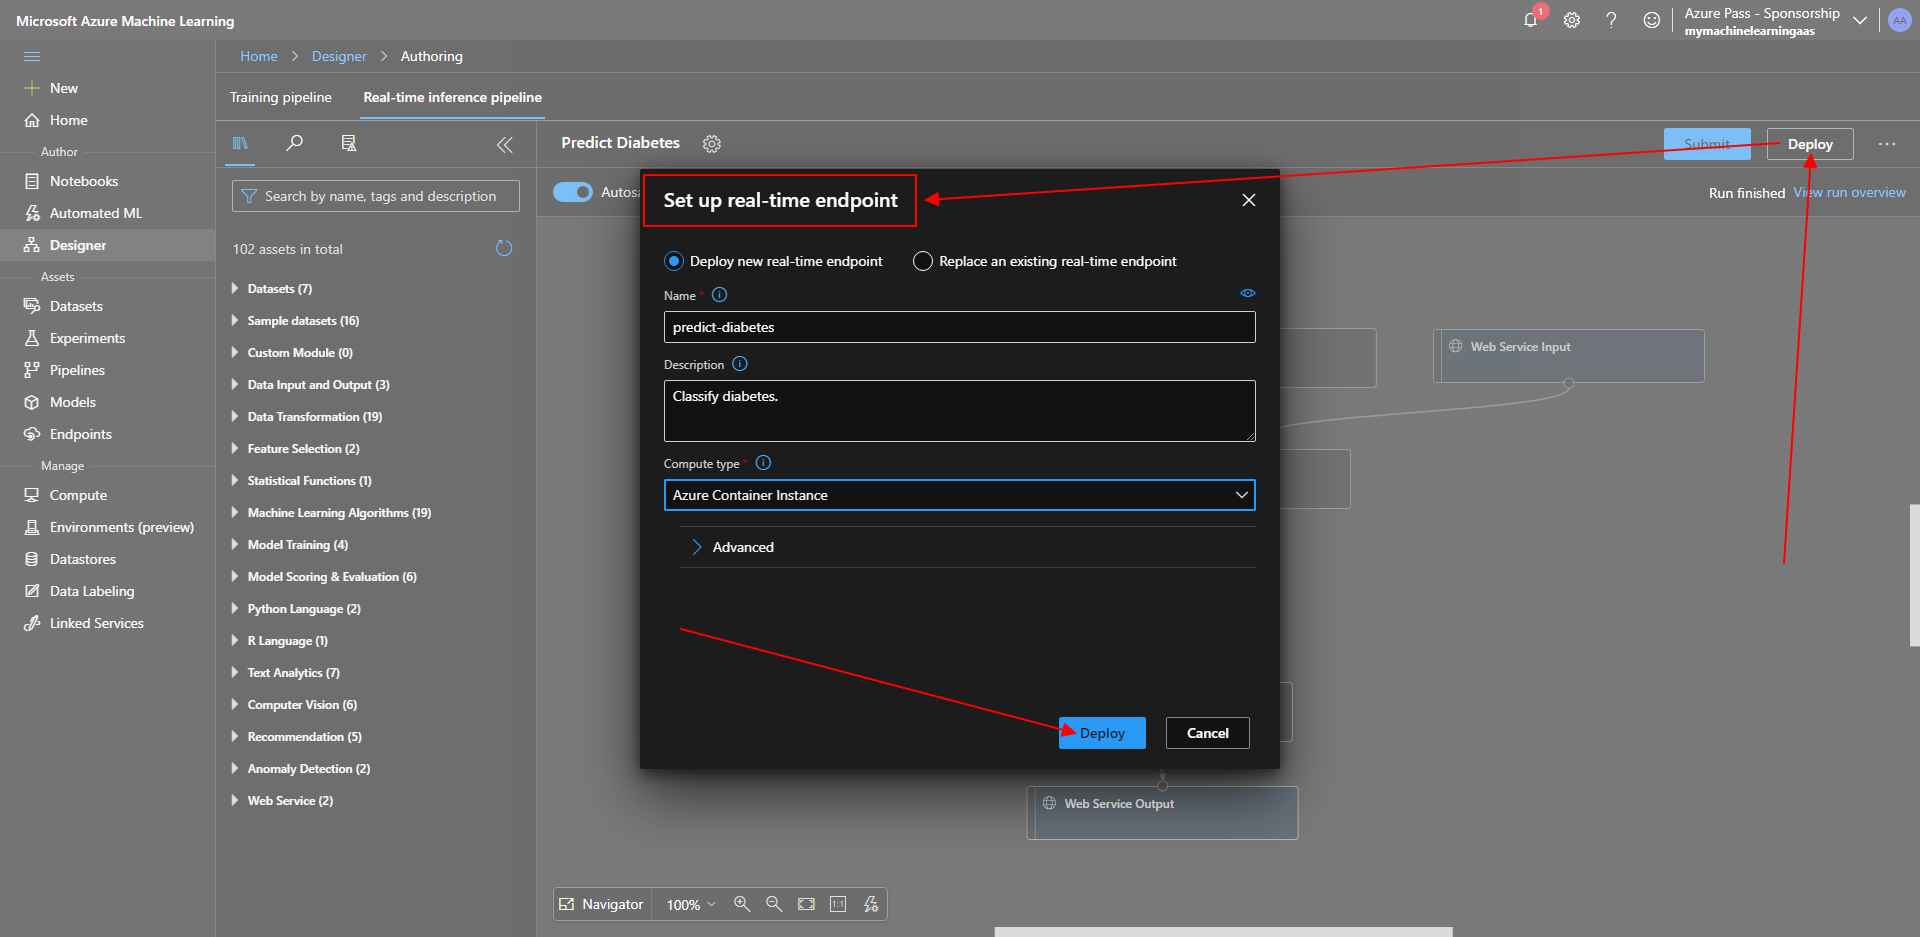 Microsoft Azure Machine Learning
1
Azure Pass - Sponsorship
mymachinelearningaas
AA
New
Home
Author
Notebooks
Automated ML
Designer
Assets
Datasets
Experiments
Pipelines
Models
Endpoints
Manage
Compute
Environments (preview)
Datastores
Data Labeling
Linked Services
Home > Designer > Authoring
Training pipeline
Real-time inference pipeline
Search by name, tags and description
102 assets in total
Datasets (7)
Sample datasets (16)
Custom Module (0)
Data Input and Output (3)
Data Transformation (19)
Feature Selection (2)
Statistical Functions (1)
Machine Learning Algorithms (19)
Model Training (4)
Model Scoring & Evaluation (6)
Python Language (2)
R Language (1)
Text Analytics (7)
Computer Vision (6)
Recommendation (5)
Anomaly Detection (2)
Web Service (2)
Predict Diabetes
Submit
Deploy
...
Autosa
Run finished
View run overview
Set up real-time endpoint
Deploy new real-time endpoint
Replace an existing real-time endpoint
Name *
predict-diabetes
Description
Classify diabetes.
Compute type *
Azure Container Instance
Advanced
Deploy
Cancel
Web Service Input
Web Service Output
Navigator
100%
1:1